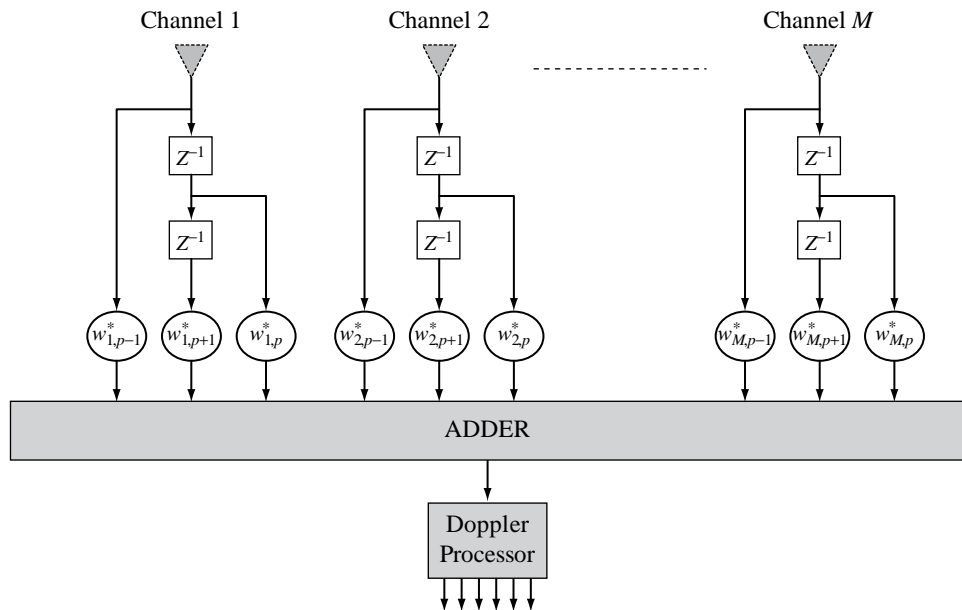 Channel 1 Channel 2 Channel M
Z⁻¹ Z⁻¹ Z⁻¹
Z⁻¹ Z⁻¹ Z⁻¹
w*1,p−1 w*1,p+1 w*1,p w*2,p−1 w*2,p+1 w*2,p w*M,p−1 w*M,p+1 w*M,p
ADDER
Doppler
Processor